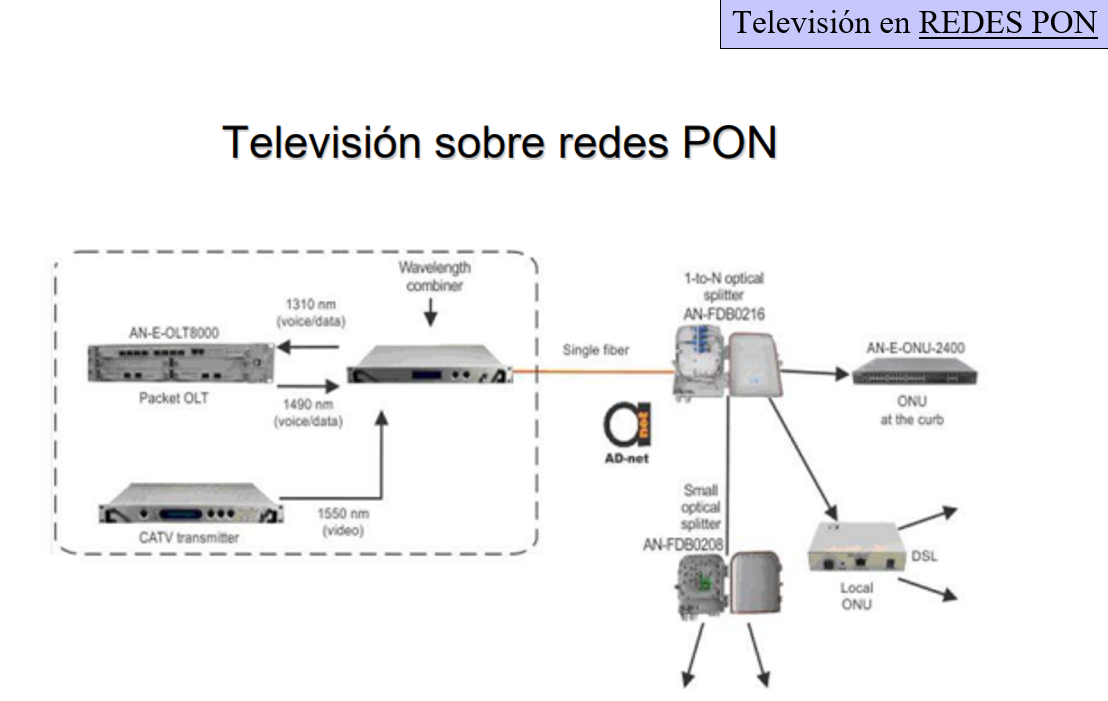 Televisión en REDES PON
Televisión sobre redes PON
Wavelength
combiner
1310 nm
(voice/data)
AN-E-OLT8000
Packet OLT
1490 nm
(voice/data)
1550 nm
(video)
CATV transmitter
Single fiber
AD-net
1-to-N optical
splitter
AN-FDB0216
AN-E-ONU-2400
ONU
at the curb
Small
optical
splitter
AN-FDB0208
DSL
Local
ONU